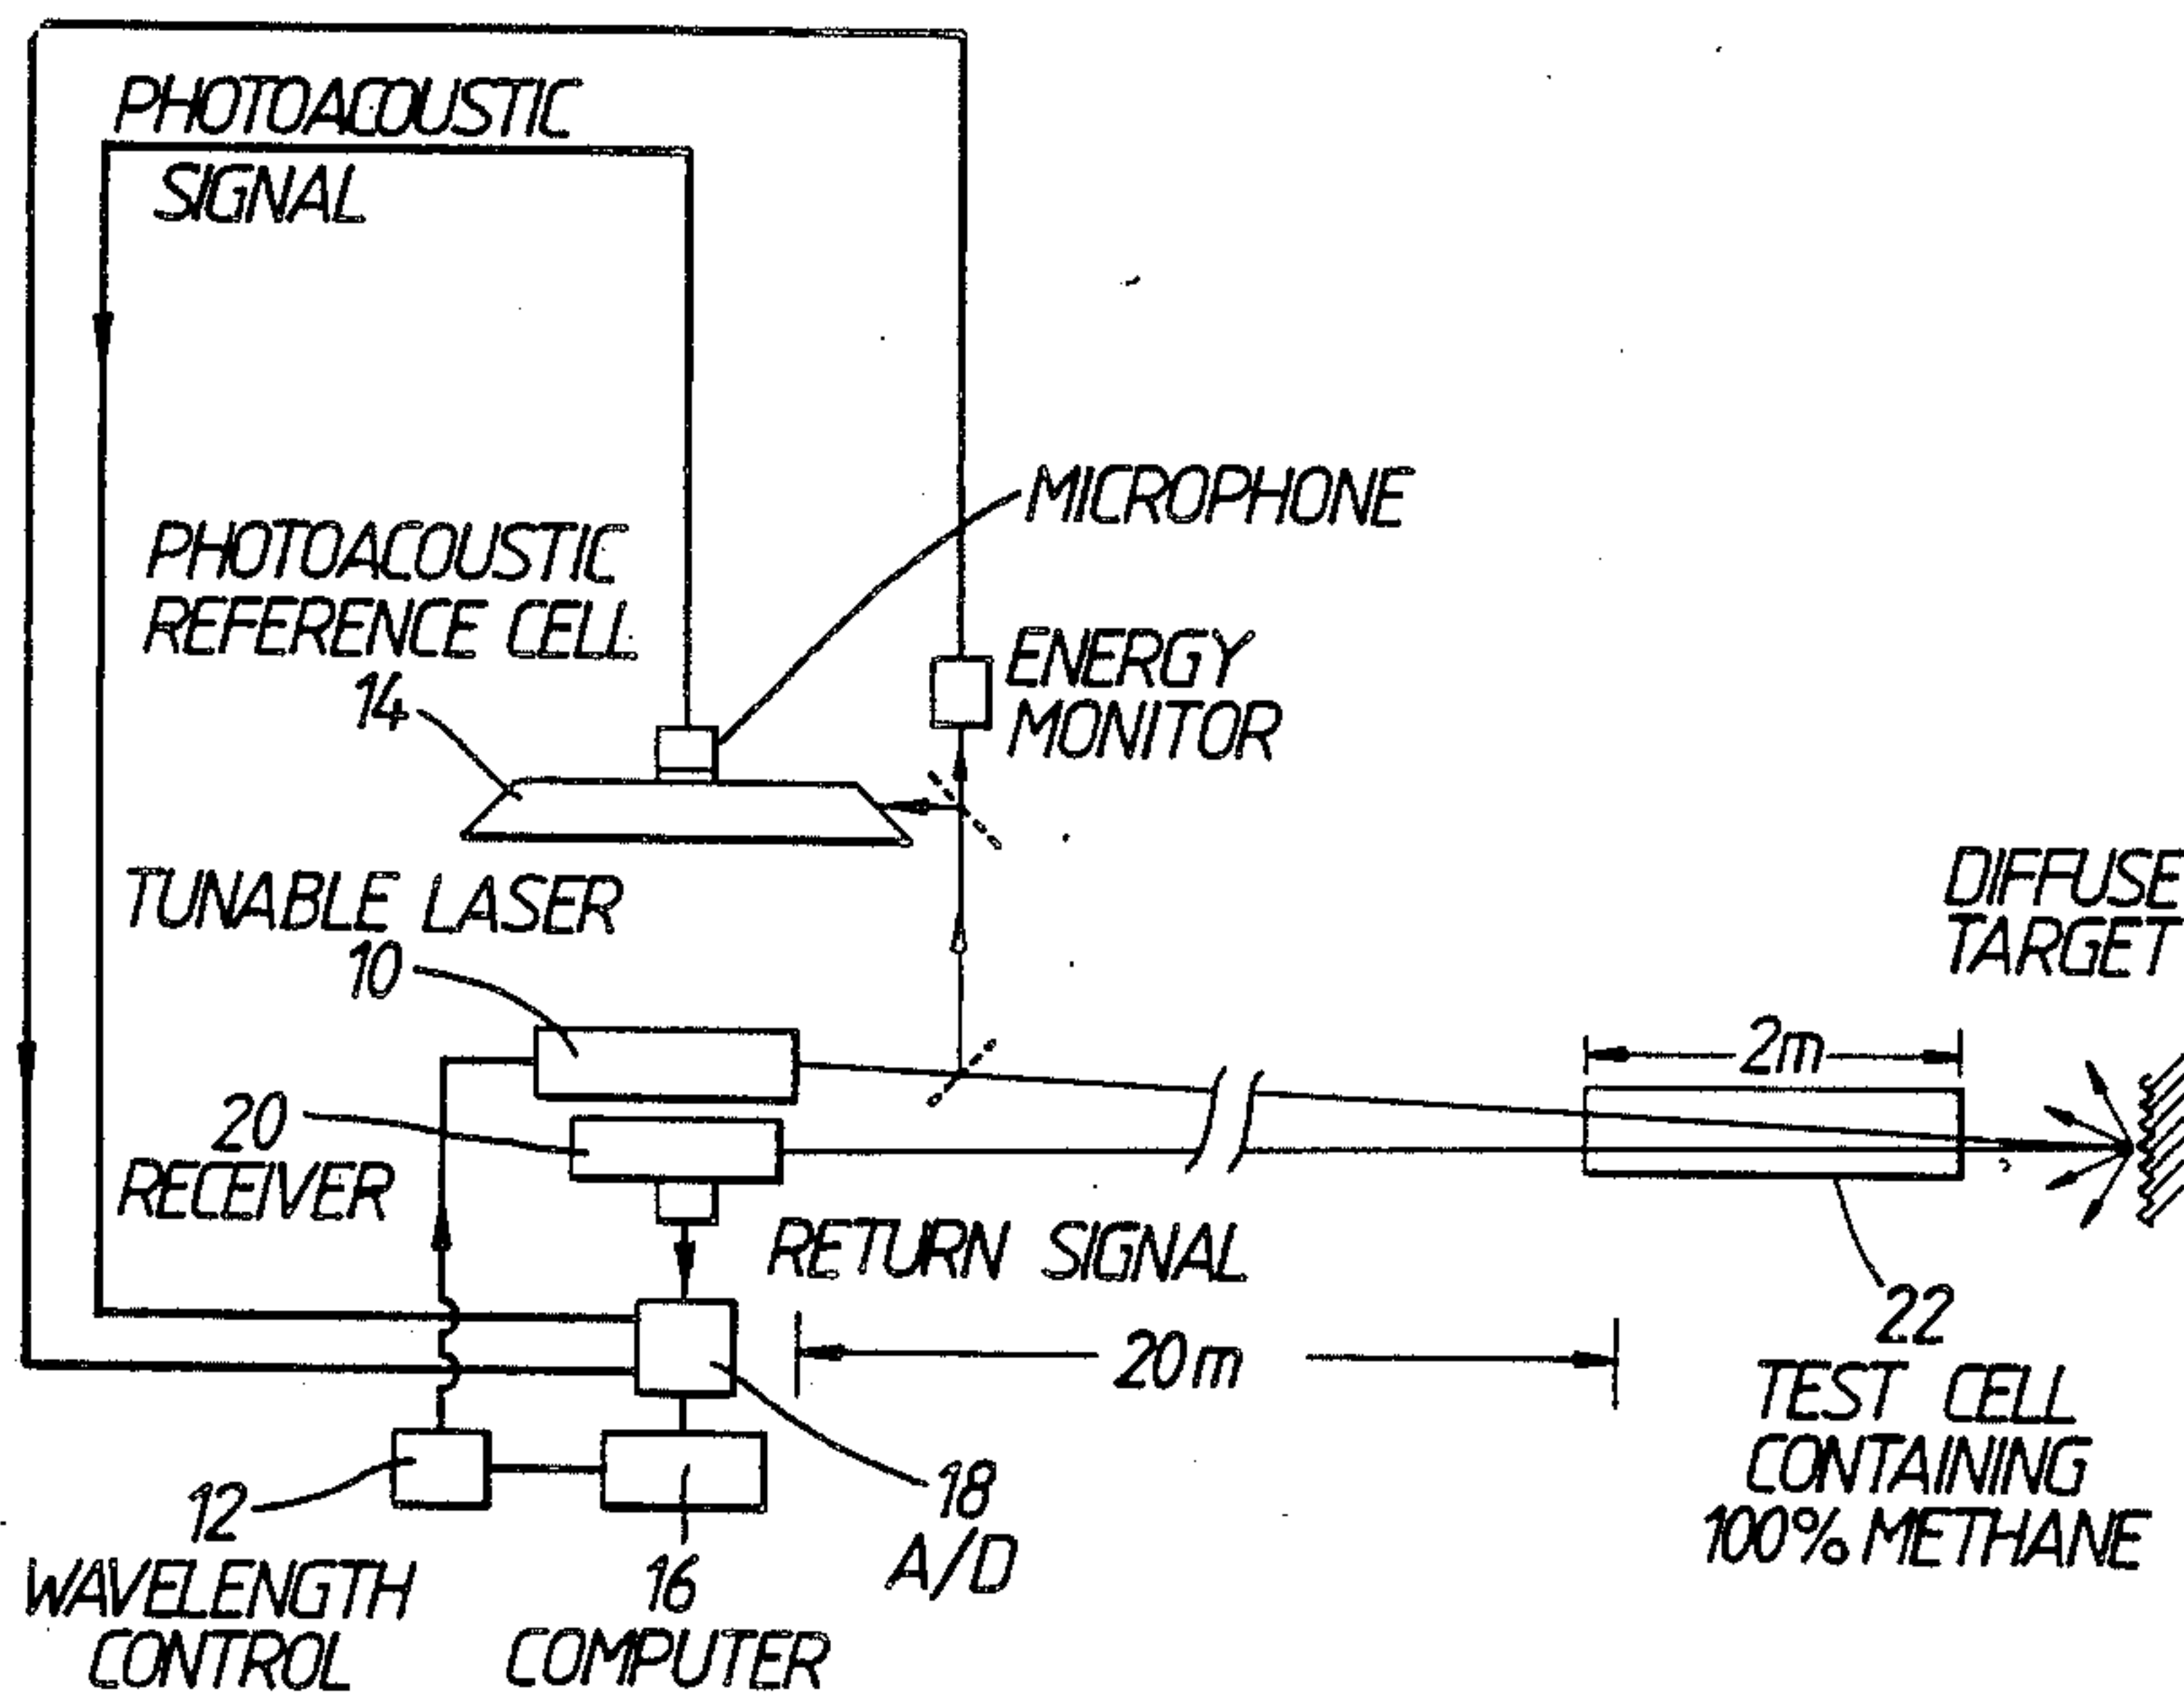 PHOTOACOUSTIC
SIGNAL
MICROPHONE
PHOTOACOUSTIC
REFERENCE CELL
14
ENERGY
MONITOR
TUNABLE LASER
10
DIFFUSE
TARGET
2m
20
RECEIVER
RETURN SIGNAL
20m
22
TEST CELL
CONTAINING
100% METHANE
12
WAVELENGTH
CONTROL
16
COMPUTER
18
A/D